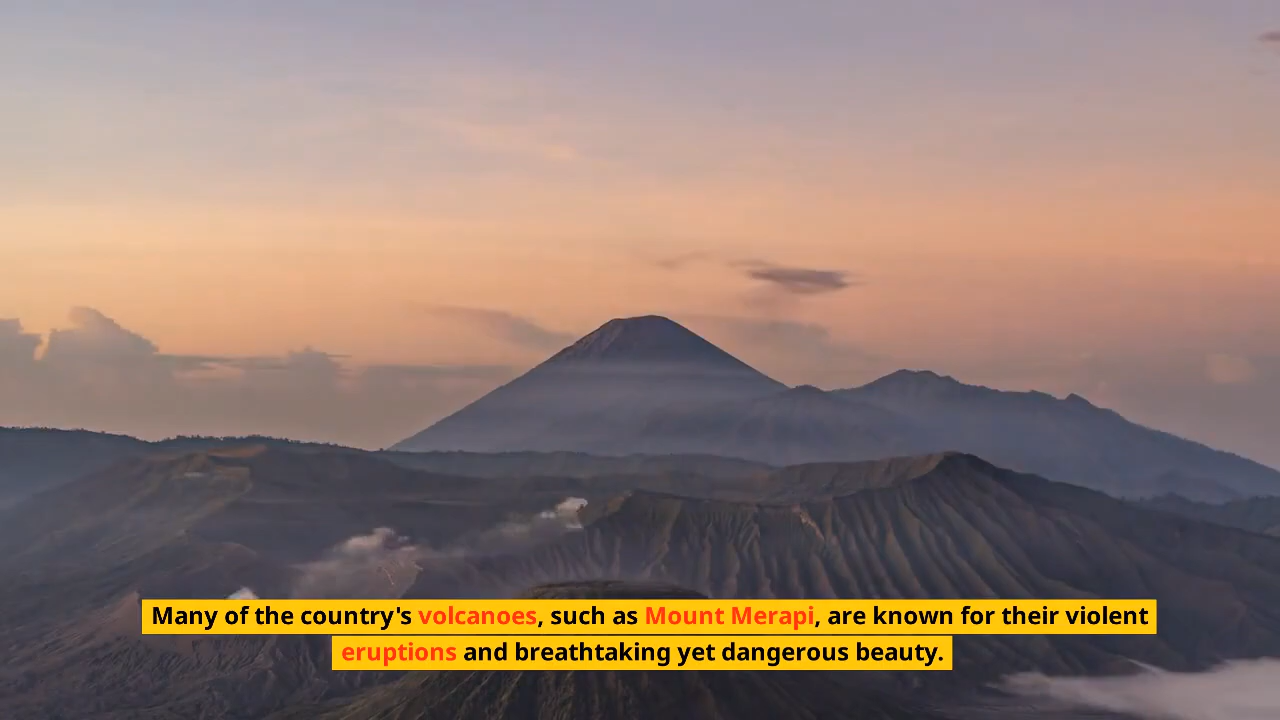 Many of the country's volcanoes, such as Mount Merapi, are known for their violent
eruptions and breathtaking yet dangerous beauty.